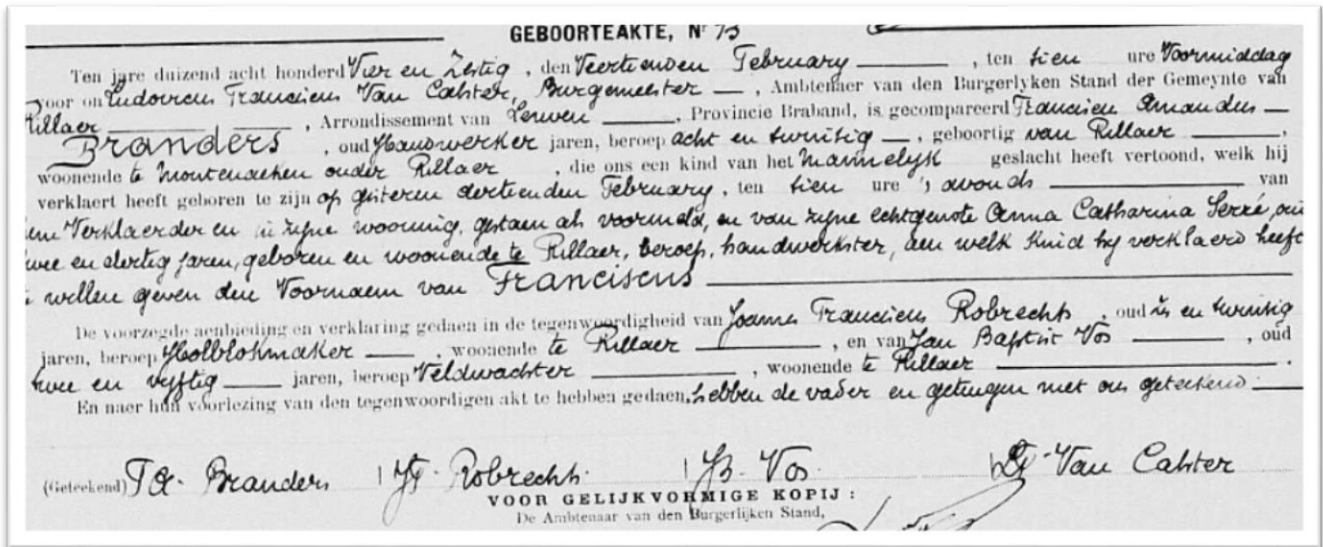 GEBOORTEAKTE, Nr 73
Ten jare duizend acht honderd Vier en Zestig, den Veertienden February, ten tien ure Voormiddag
voor ons Ludovicus Franciscus Van Calster, Burgemeester, Ambtenaer van den Burgerlyken Stand der Gemeynte van
Rillaer, Arrondissement van Leuven, Provincie Braband, is gecompareerd Francien Amandus
Branders, oud Handwerker jaren, beroep acht en twintig, geboortig van Rillaer,
woonende te Moutenaeken onder Rillaer, die ons een kind van het Mannelyk geslacht heeft vertoond, welk hij
verklaert heeft geboren te zijn op gisteren dertienden February, ten tien ure 's avonds van
hem Verklaerder en in zijne wooning, gestaen als voormeld, en van zijne echtgenote Anna Catharina Serré, oud
twee en dertig jaren, geboren en woonende te Rillaer, beroep, handwerkster, aen welk kind hy verklaerd heeft
te willen geven den Voornaem van Franciscus
De voorzegde aenbieding en verklaring gedaen in de tegenwoordigheid van Joannes Franciscus Robrechts, oud en twintig
jaren, beroep Holblokmaker, woonende te Rillaer, en van Jan Baptist Vos, oud
twee en vyftig jaren, beroep Veldwachter, woonende te Rillaer.
En naer hun voorlezing van den tegenwoordigen akt te hebben gedaen, hebben de vader en getuigen met ons geteekend.
(Geteekend) F.A. Branders J.F. Robrechts J.B. Vos L.F. Van Calster
VOOR GELIJKVORMIGE KOPIJ :
De Ambtenaar van den Burgerlijken Stand,